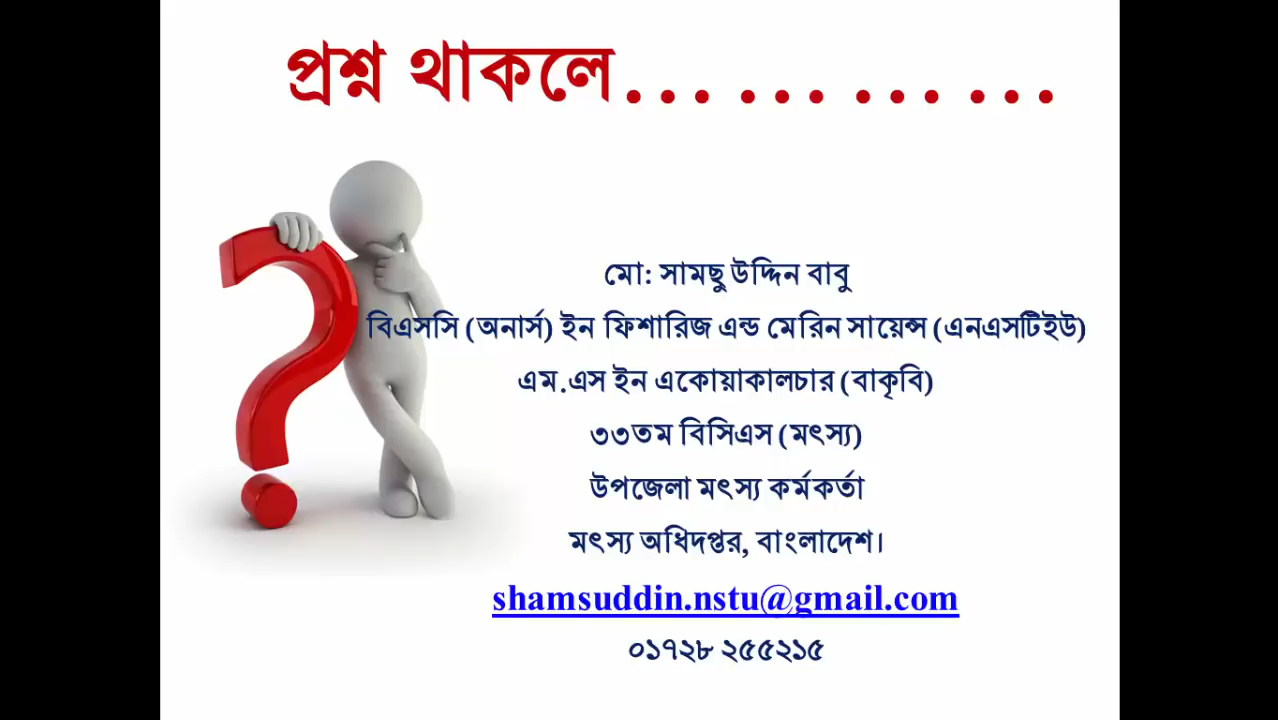 প্রশ্ন থাকলে… … … …
মো: সামছু উদ্দিন বাবু
বিএসসি (অনার্স) ইন ফিশারিজ এন্ড মেরিন সায়েন্স (এনএসটিইউ)
এম.এস ইন একোয়াকালচার (বাকৃবি)
৩৩তম বিসিএস (মৎস্য)
উপজেলা মৎস্য কর্মকর্তা
মৎস্য অধিদপ্তর, বাংলাদেশ।
shamsuddin.nstu@gmail.com
০১৭২৮ ২৫৫২১৫